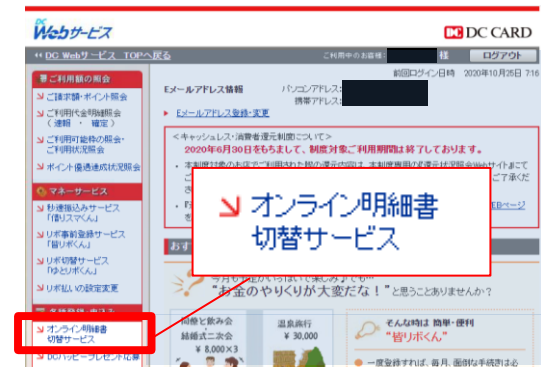 DC
Webサービス
DC DC CARD
DC Webサービス TOPへ戻る
ご利用中のお客様:
様
ログアウト
前回ログイン日時 2020年10月25日 7:16
ご利用額の照会
ご請求額・ポイント照会
ご利用代金明細照会
（速報 ・ 確定）
ご利用可能枠の照会・
ご利用状況照会
ポイント優遇達成状況照会
マネーサービス
秒速振込みサービス
「借リスマくん」
リボ事前登録サービス
「皆リボくん」
リボ切替サービス
「ゆとリボくん」
リボ払いの設定変更
オンライン明細書
切替サービス
DCハッピープレゼント応募
Eメールアドレス情報
パソコンアドレス:
携帯アドレス:
Eメールアドレス登録・変更
＜キャッシュレス・消費者還元制度について＞
2020年6月30日をもちまして、制度対象ご利用期間は終了しております。
オンライン明細書
切替サービス
“お金のやりくりが大変だな！”と思うことありませんか？
同僚と飲み会
結婚式二次会
¥ 8,000×3
温泉旅行
¥ 30,000
そんな時は 簡単・便利
“皆リボくん”
一度登録すれば、毎月、面倒な手続きは必